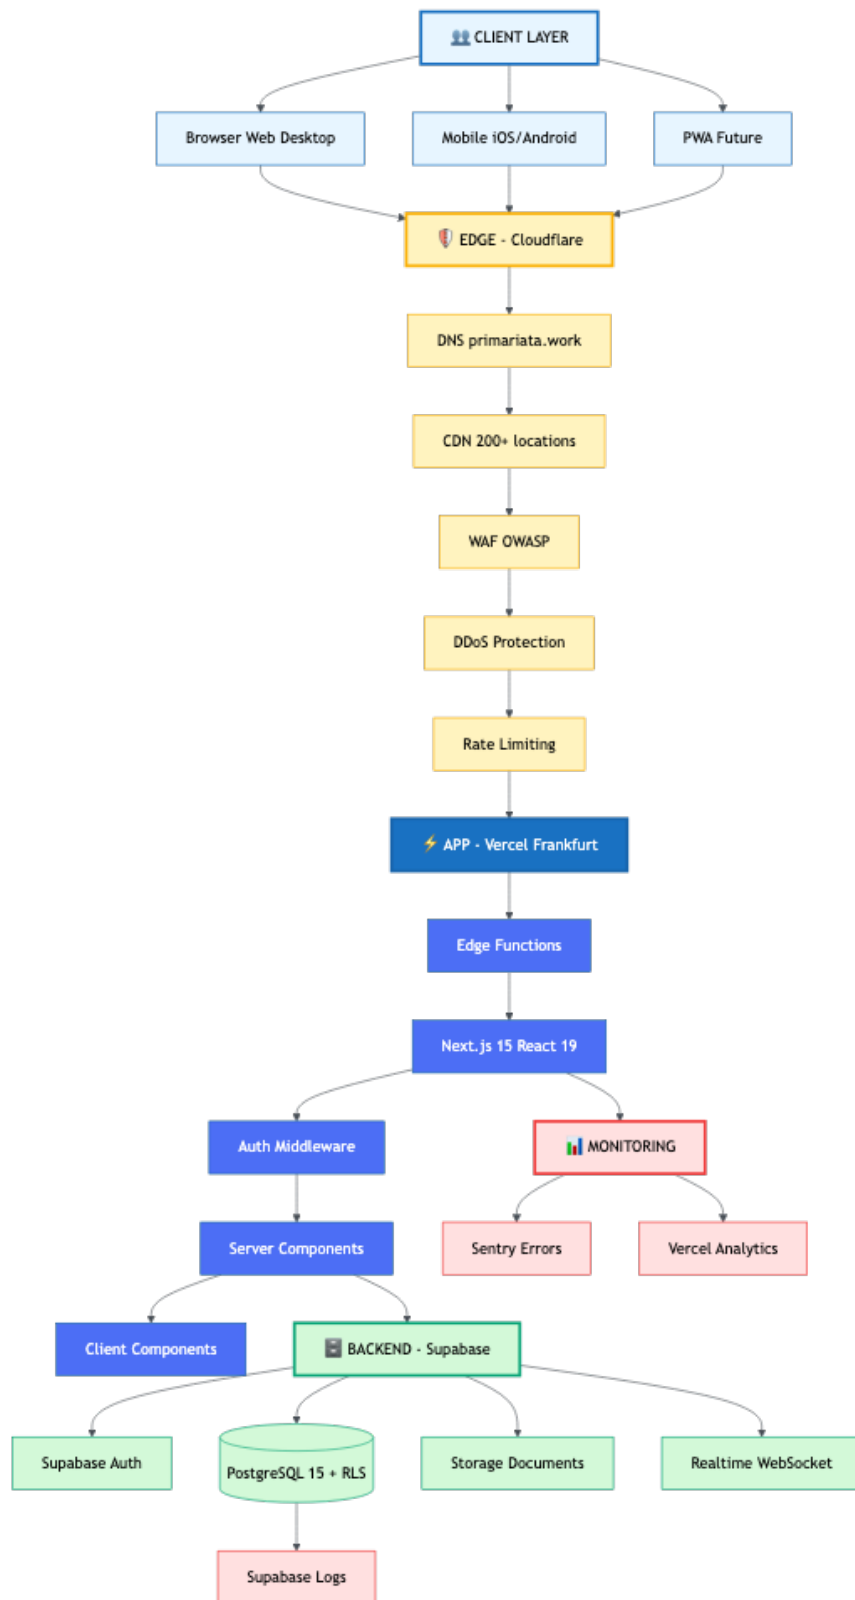 👥 CLIENT LAYER
Browser Web Desktop
Mobile iOS/Android
PWA Future
🛡️ EDGE - Cloudflare
DNS primariata.work
CDN 200+ locations
WAF OWASP
DDoS Protection
Rate Limiting
⚡ APP - Vercel Frankfurt
Edge Functions
Next.js 15 React 19
Auth Middleware
📊 MONITORING
Server Components
Sentry Errors
Vercel Analytics
Client Components
🗄️ BACKEND - Supabase
Supabase Auth
PostgreSQL 15 + RLS
Storage Documents
Realtime WebSocket
Supabase Logs